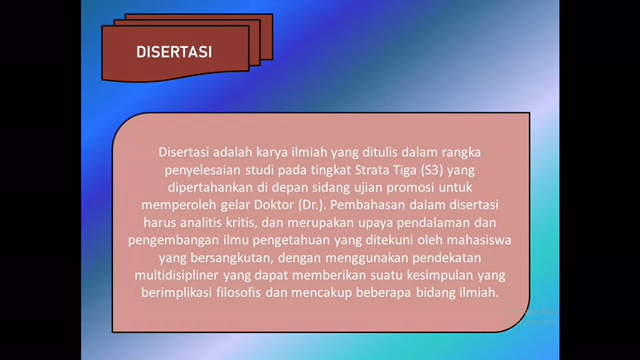 DISERTASI
Disertasi adalah karya ilmiah yang ditulis dalam rangka
penyelesaian studi pada tingkat Strata Tiga (S3) yang
dipertahankan di depan sidang ujian promosi untuk
memperoleh gelar Doktor (Dr.). Pembahasan dalam disertasi
harus analitis kritis, dan merupakan upaya pendalaman dan
pengembangan ilmu pengetahuan yang ditekuni oleh mahasiswa
yang bersangkutan, dengan menggunakan pendekatan
multidisipliner yang dapat memberikan suatu kesimpulan yang
berimplikasi filosofis dan mencakup beberapa bidang ilmiah.